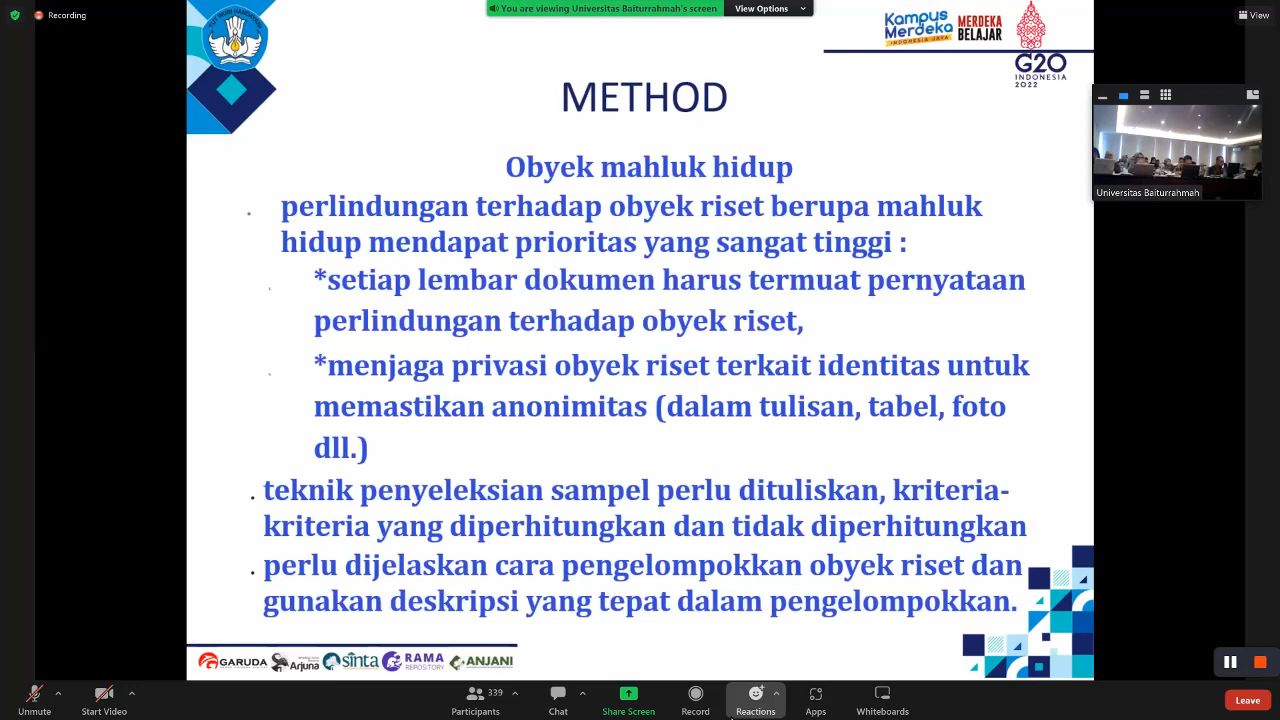 Recording
You are viewing Universitas Baiturrahmah's screen
View Options
View
TUT WURI HANDAYANI
Kampus
Merdeka
INDONESIA JAYA
MERDEKA
BELAJAR
G20
INDONESIA
2022
METHOD
Universitas Baiturrahmah
Obyek mahluk hidup
perlindungan terhadap obyek riset berupa mahluk
hidup mendapat prioritas yang sangat tinggi :
*setiap lembar dokumen harus termuat pernyataan
perlindungan terhadap obyek riset,
*menjaga privasi obyek riset terkait identitas untuk
memastikan anonimitas (dalam tulisan, tabel, foto
dll.)
teknik penyeleksian sampel perlu dituliskan, kriteria-
kriteria yang diperhitungkan dan tidak diperhitungkan
perlu dijelaskan cara pengelompokkan obyek riset dan
gunakan deskripsi yang tepat dalam pengelompokkan.
GARUDA
Arjuna
sinta
RAMA
REPOSITORY
ANJANI
339
Unmute
Start Video
Participants
Chat
Share Screen
Record
Reactions
Apps
Whiteboards
Leave